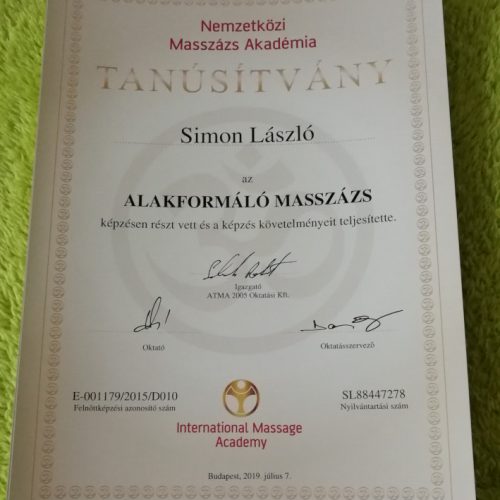 Nemzetközi
Masszázs Akadémia
TANÚSÍTVÁNY
Simon László
az
ALAKFORMÁLÓ MASSZÁZS
képzésen részt vett és a képzés követelményeit teljesítette.
Igazgató
ATMA 2005 Oktatási Kft.
Oktató
Oktatásszervező
E-001179/2015/D010
Felnőttképzési azonosító szám
SL88447278
Nyilvántartási szám
International Massage
Academy
Budapest, 2019. július 7.